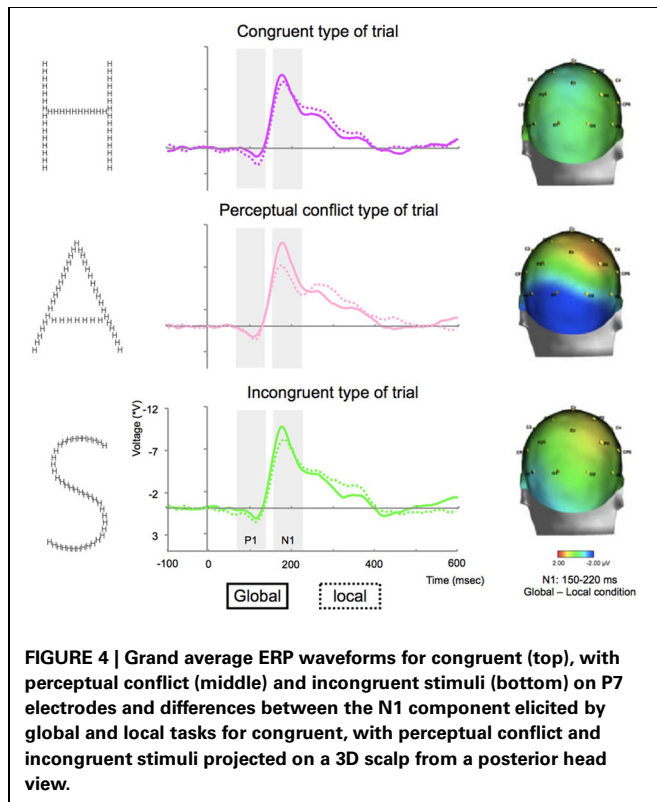 Congruent type of trial
Perceptual conflict type of trial
Incongruent type of trial
Voltage (*V)
-12
-7
-2
3
P1
N1
-100
0
200
400
600
Time (msec)
Global
local
2.00
-2.00 µV
N1: 150-220 ms
Global – Local condition
FIGURE 4 | Grand average ERP waveforms for congruent (top), with
perceptual conflict (middle) and incongruent stimuli (bottom) on P7
electrodes and differences between the N1 component elicited by
global and local tasks for congruent, with perceptual conflict and
incongruent stimuli projected on a 3D scalp from a posterior head
view.